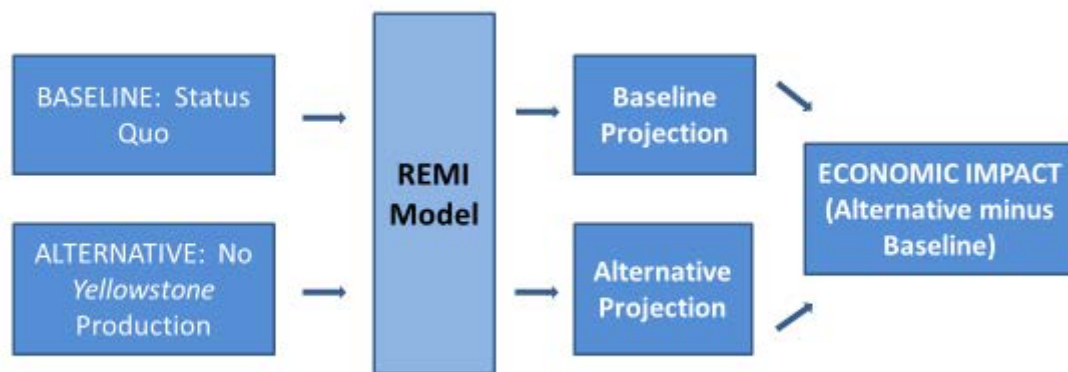 BASELINE: Status
Quo
ALTERNATIVE: No
Yellowstone
Production
REMI
Model
Baseline
Projection
Alternative
Projection
ECONOMIC IMPACT
(Alternative minus
Baseline)